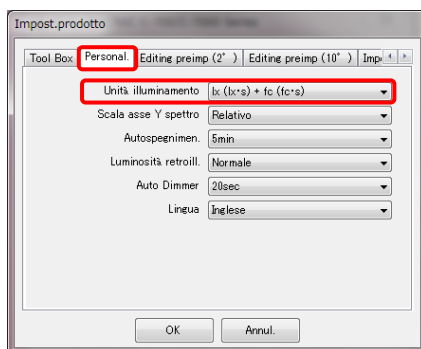 Impost.prodotto
Tool Box Personal. Editing preimp (2°) Editing preimp (10°) Imp
Unità illuminamento lx (lx·s) + fc (fc·s)
Scala asse Y spettro Relativo
Autospegnimen. 5min
Luminosità retroill. Normale
Auto Dimmer 20sec
Lingua Inglese
OK Annul.